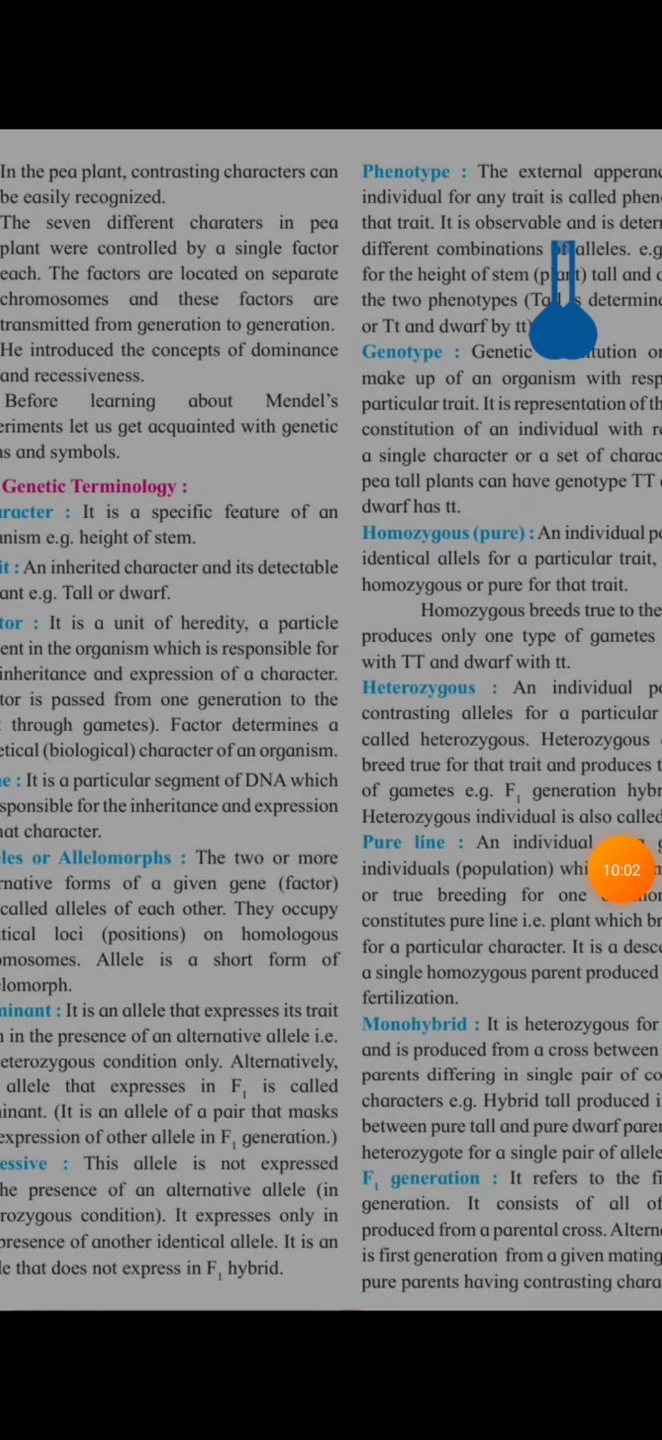 In the pea plant, contrasting characters can
be easily recognized.
The seven different charaters in pea
plant were controlled by a single factor
each. The factors are located on separate
chromosomes and these factors are
transmitted from generation to generation.
He introduced the concepts of dominance
and recessiveness.
Before learning about Mendel's
eriments let us get acquainted with genetic
ns and symbols.
Genetic Terminology :
aracter : It is a specific feature of an
anism e.g. height of stem.
it : An inherited character and its detectable
ant e.g. Tall or dwarf.
tor : It is a unit of heredity, a particle
ent in the organism which is responsible for
inheritance and expression of a character.
tor is passed from one generation to the
through gametes). Factor determines a
etical (biological) character of an organism.
ne : It is a particular segment of DNA which
sponsible for the inheritance and expression
hat character.
eles or Allelomorphs : The two or more
rnative forms of a given gene (factor)
called alleles of each other. They occupy
tical loci (positions) on homologous
omosomes. Allele is a short form of
elomorph.
minant : It is an allele that expresses its trait
n in the presence of an alternative allele i.e.
eterozygous condition only. Alternatively,
allele that expresses in F₁ is called
inant. (It is an allele of a pair that masks
expression of other allele in F₁ generation.)
essive : This allele is not expressed
he presence of an alternative allele (in
rozygous condition). It expresses only in
presence of another identical allele. It is an
le that does not express in F₁ hybrid.
Phenotype : The external apperanc
individual for any trait is called phen
that trait. It is observable and is deter
different combinations of alleles. e.g
for the height of stem (plant) tall and d
the two phenotypes (Tall is determine
or Tt and dwarf by tt)
Genotype : Genetic tution or
make up of an organism with resp
particular trait. It is representation of th
constitution of an individual with re
a single character or a set of charac
pea tall plants can have genotype TT
dwarf has tt.
Homozygous (pure) : An individual po
identical allels for a particular trait,
homozygous or pure for that trait.
Homozygous breeds true to the
produces only one type of gametes
with TT and dwarf with tt.
Heterozygous : An individual po
contrasting alleles for a particular
called heterozygous. Heterozygous
breed true for that trait and produces t
of gametes e.g. F₁ generation hybr
Heterozygous individual is also called
Pure line : An individual g
individuals (population) whi
10:02
or true breeding for one
constitutes pure line i.e. plant which br
for a particular character. It is a desce
a single homozygous parent produced
fertilization.
Monohybrid : It is heterozygous for
and is produced from a cross between
parents differing in single pair of co
characters e.g. Hybrid tall produced i
between pure tall and pure dwarf parer
heterozygote for a single pair of allele
F₁ generation : It refers to the fi
generation. It consists of all of
produced from a parental cross. Altern
is first generation from a given mating
pure parents having contrasting chara